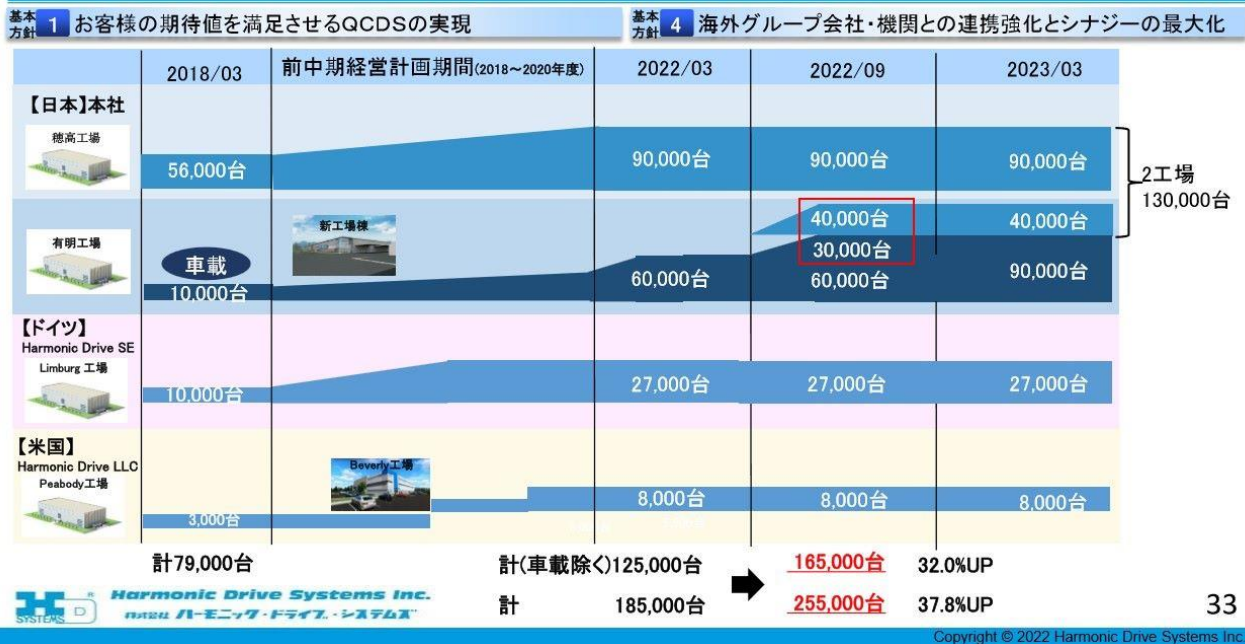 基本方針 1 お客様の期待値を満足させるQCDSの実現
基本方針 4 海外グループ会社・機関との連携強化とシナジーの最大化
2018/03 前中期経営計画期間(2018～2020年度) 2022/03 2022/09 2023/03
【日本】本社
穂高工場
56,000台 90,000台 90,000台 90,000台
2工場
130,000台
有明工場
車載
新工場棟
40,000台 40,000台
30,000台
10,000台 60,000台 60,000台 90,000台
【ドイツ】
Harmonic Drive SE
Limburg 工場
10,000台 27,000台 27,000台 27,000台
【米国】
Harmonic Drive LLC
Peabody工場
Beverly工場
3,000台 8,000台 8,000台 8,000台
計79,000台 計(車載除く)125,000台 165,000台 32.0%UP
計 185,000台 255,000台 37.8%UP
HD SYSTEMS ®
Harmonic Drive Systems Inc.
株式会社 ハーモニック・ドライブ・システムズ
33
Copyright © 2022 Harmonic Drive Systems Inc